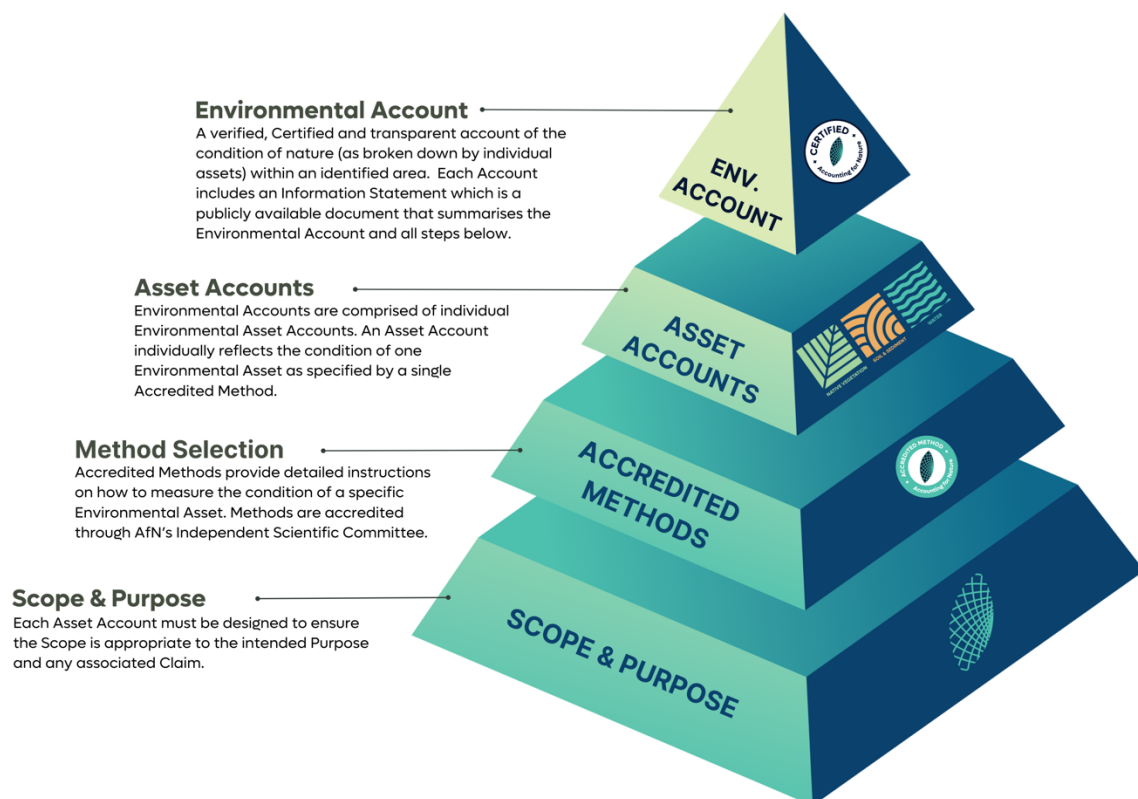 Environmental Account
A verified, Certified and transparent account of the
condition of nature (as broken down by individual
assets) within an identified area. Each Account
includes an Information Statement which is a
publicly available document that summarises the
Environmental Account and all steps below.
ENV.
ACCOUNT
CERTIFIED
Accounting for Nature
Asset Accounts
Environmental Accounts are comprised of individual
Environmental Asset Accounts. An Asset Account
individually reflects the condition of one
Environmental Asset as specified by a single
Accredited Method.
ASSET
ACCOUNTS
NATIVE VEGETATION
SOIL & SEDIMENT
WATER
Method Selection
Accredited Methods provide detailed instructions
on how to measure the condition of a specific
Environmental Asset. Methods are accredited
through AfN's Independent Scientific Committee.
ACCREDITED
METHODS
ACCREDITED METHOD
Accounting for Nature
Scope & Purpose
Each Asset Account must be designed to ensure
the Scope is appropriate to the intended Purpose
and any associated Claim.
SCOPE & PURPOSE